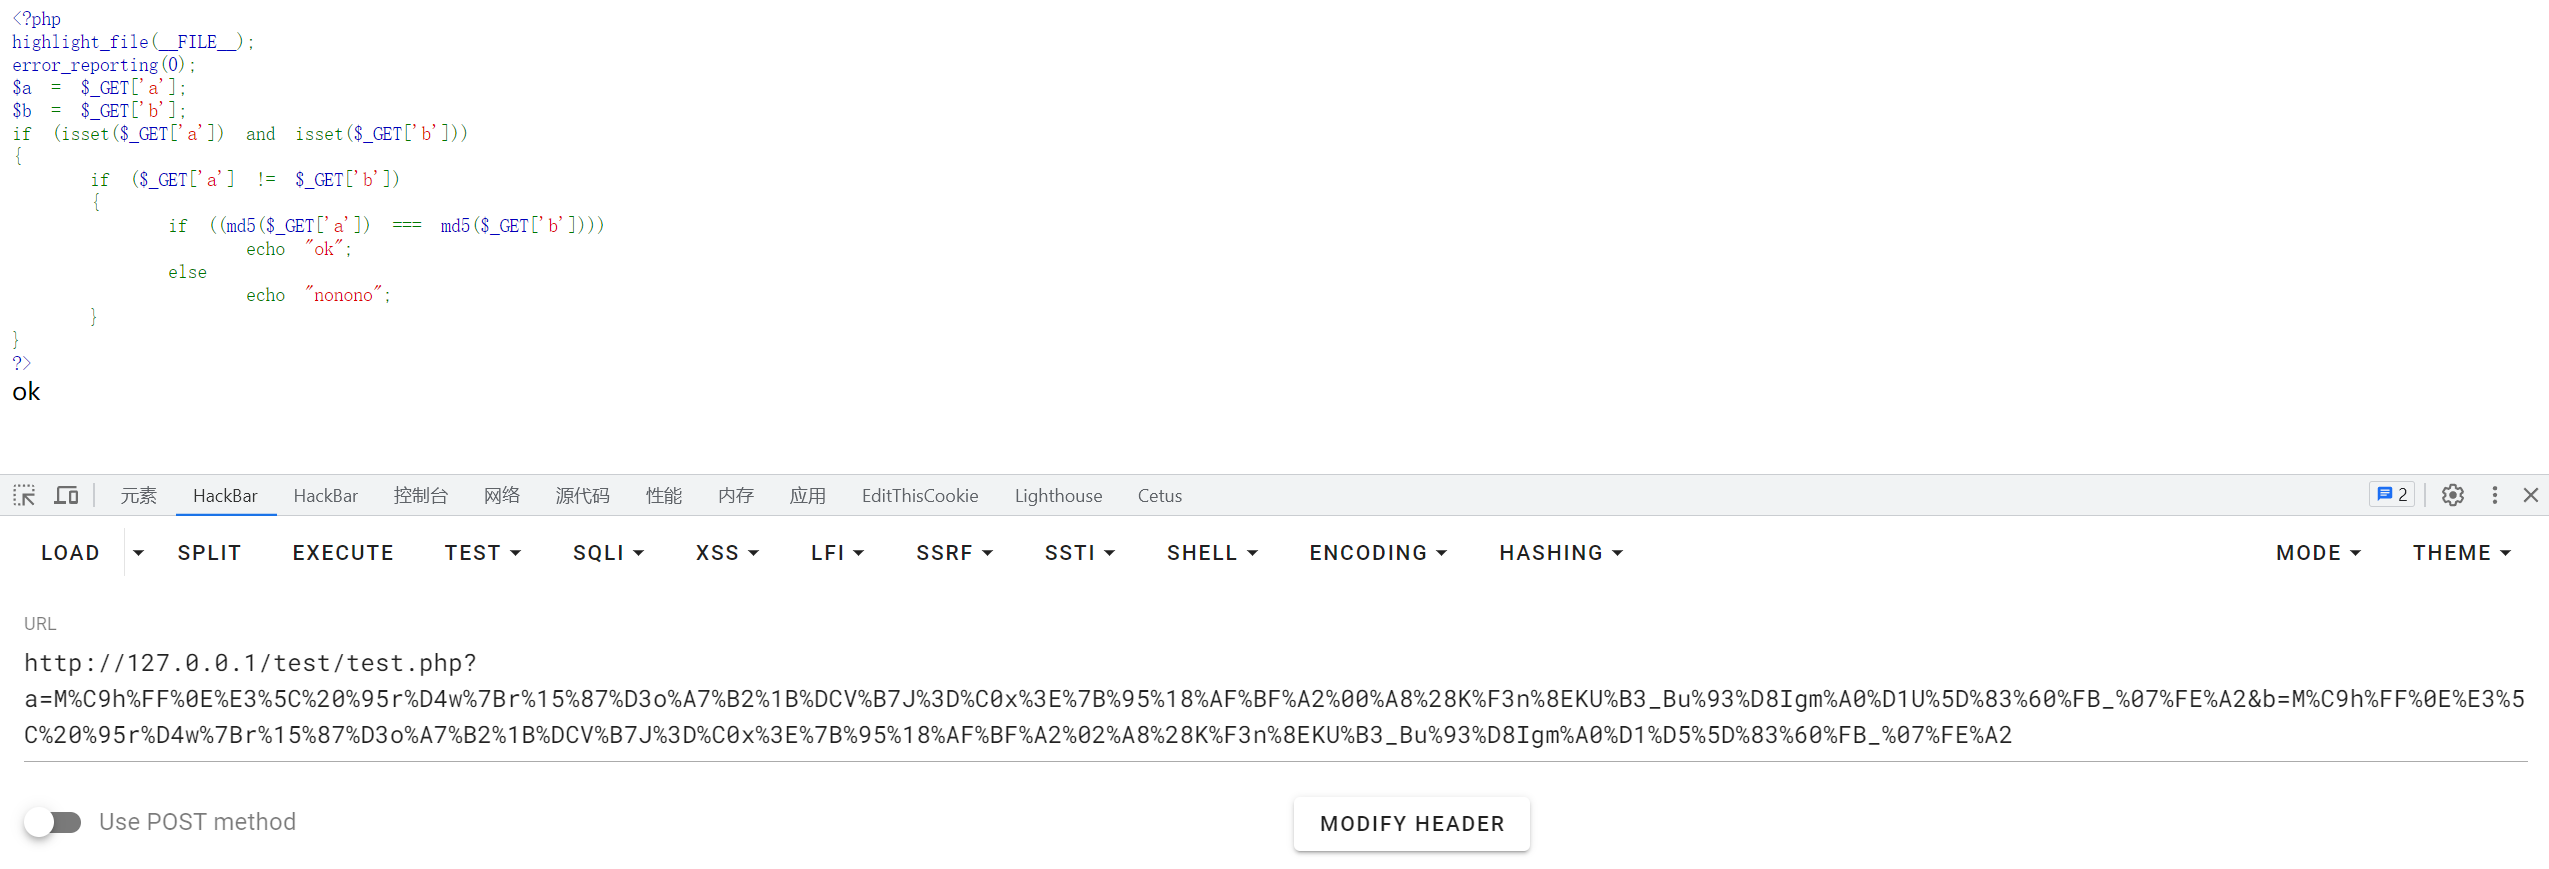 <?php
highlight_file(__FILE__);
error_reporting(0);
$a = $_GET['a'];
$b = $_GET['b'];
if (isset($_GET['a']) and isset($_GET['b']))
{
if ($_GET['a'] != $_GET['b'])
{
if ((md5($_GET['a']) === md5($_GET['b'])))
echo "ok";
else
echo "nonono";
}
}
?>
ok
元素 HackBar HackBar 控制台 网络 源代码 性能 内存 应用 EditThisCookie Lighthouse Cetus 2
LOAD SPLIT EXECUTE TEST SQLI XSS LFI SSRF SSTI SHELL ENCODING HASHING MODE THEME
URL
http://127.0.0.1/test/test.php?
a=M%C9h%FF%0E%E3%5C%20%95r%D4w%7Br%15%87%D3o%A7%B2%1B%DCV%B7J%3D%C0x%3E%7B%95%18%AF%BF%A2%00%A8%28K%F3n%8EKU%B3_Bu%93%D8Igm%A0%D1U%5D%83%60%FB_%07%FE%A2&b=M%C9h%FF%0E%E3%5
C%20%95r%D4w%7Br%15%87%D3o%A7%B2%1B%DCV%B7J%3D%C0x%3E%7B%95%18%AF%BF%A2%02%A8%28K%F3n%8EKU%B3_Bu%93%D8Igm%A0%D1%D5%5D%83%60%FB_%07%FE%A2
Use POST method MODIFY HEADER